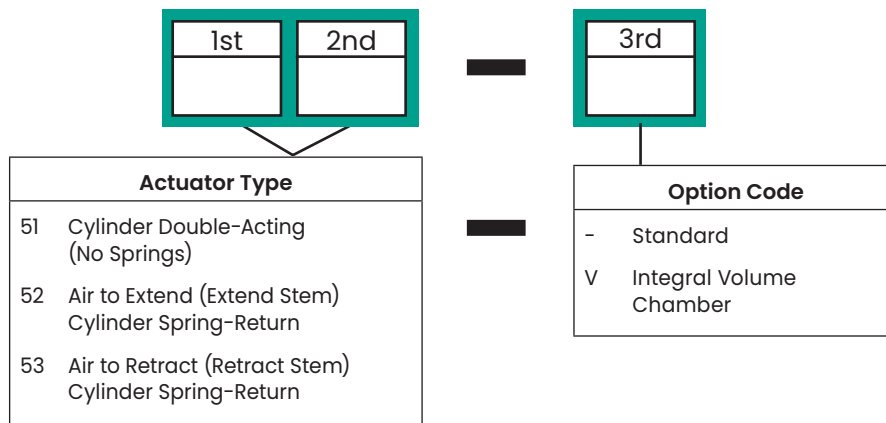 1st
2nd
3rd
Actuator Type
51 Cylinder Double-Acting
(No Springs)
52 Air to Extend (Extend Stem)
Cylinder Spring-Return
53 Air to Retract (Retract Stem)
Cylinder Spring-Return
Option Code
- Standard
V Integral Volume
Chamber